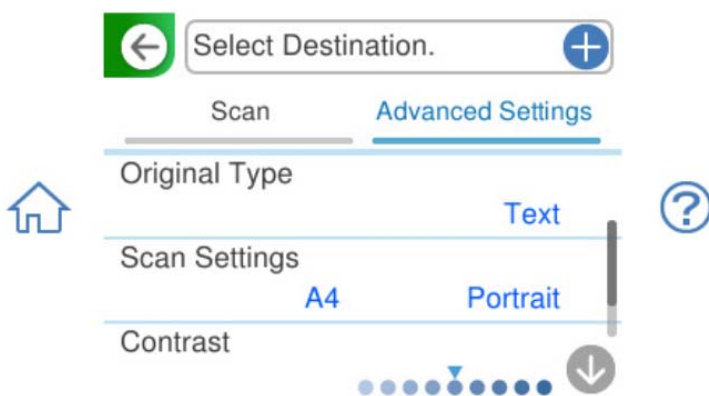 Select Destination.
Scan
Advanced Settings
Original Type
Text
Scan Settings
A4 Portrait
Contrast